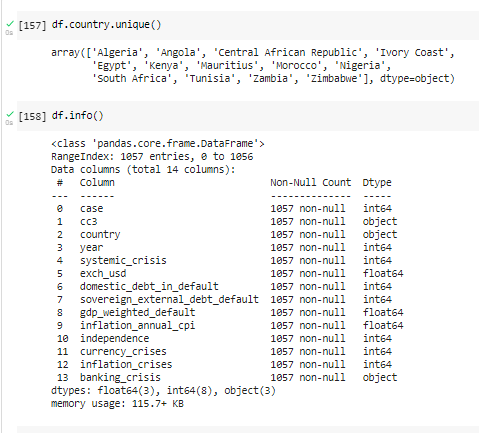 [157] df.country.unique()
0s
array(['Algeria', 'Angola', 'Central African Republic', 'Ivory Coast',
'Egypt', 'Kenya', 'Mauritius', 'Morocco', 'Nigeria',
'South Africa', 'Tunisia', 'Zambia', 'Zimbabwe'], dtype=object)
[158] df.info()
0s
<class 'pandas.core.frame.DataFrame'>
RangeIndex: 1057 entries, 0 to 1056
Data columns (total 14 columns):
#   Column                          Non-Null Count  Dtype
---  ------                          --------------  -----
0   case                            1057 non-null   int64
1   cc3                             1057 non-null   object
2   country                         1057 non-null   object
3   year                            1057 non-null   int64
4   systemic_crisis                 1057 non-null   int64
5   exch_usd                        1057 non-null   float64
6   domestic_debt_in_default        1057 non-null   int64
7   sovereign_external_debt_default 1057 non-null   int64
8   gdp_weighted_default            1057 non-null   float64
9   inflation_annual_cpi            1057 non-null   float64
10  independence                    1057 non-null   int64
11  currency_crises                 1057 non-null   int64
12  inflation_crises                1057 non-null   int64
13  banking_crisis                  1057 non-null   object
dtypes: float64(3), int64(8), object(3)
memory usage: 115.7+ KB